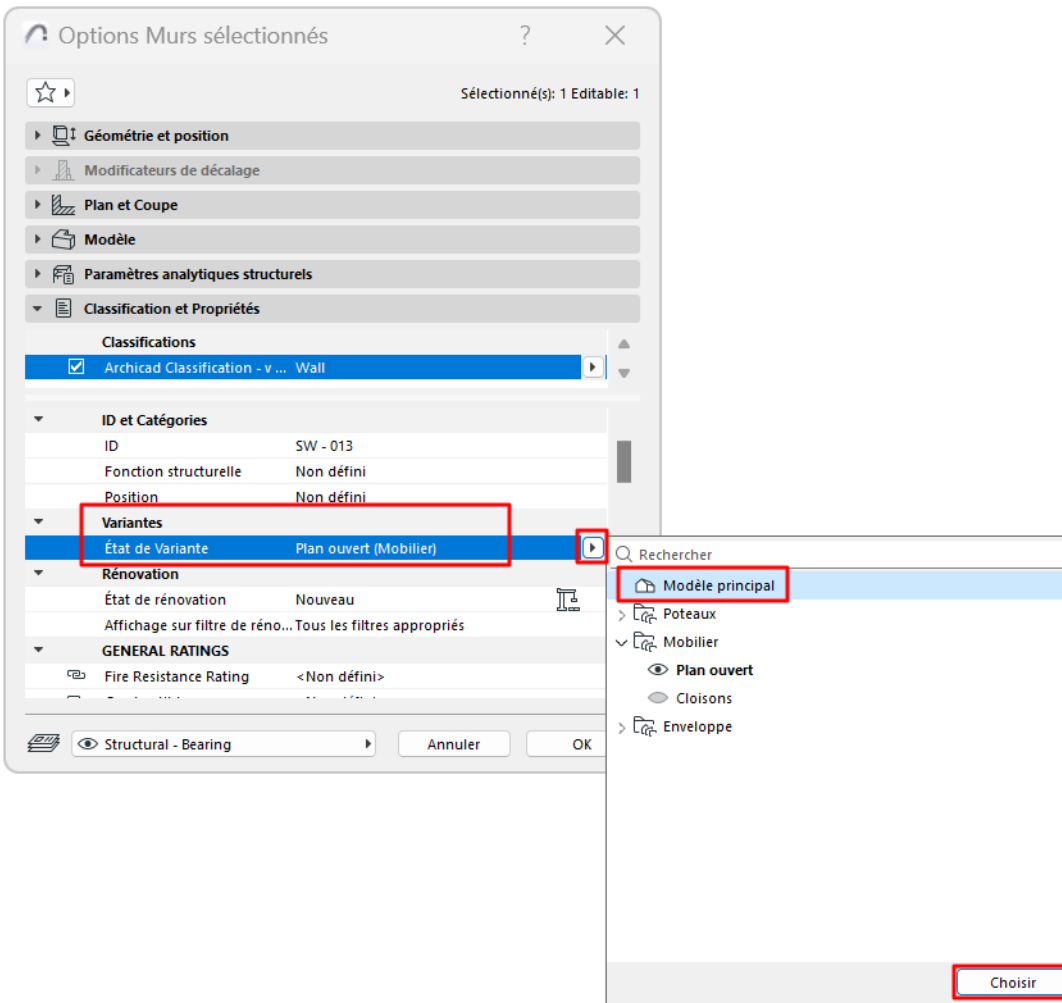 Options Murs sélectionnés ?
Sélectionné(s): 1 Editable: 1
Géométrie et position
Modificateurs de décalage
Plan et Coupe
Modèle
Paramètres analytiques structurels
Classification et Propriétés
Classifications
Archicad Classification - v ... Wall
ID et Catégories
ID SW - 013
Fonction structurelle Non défini
Position Non défini
Variantes
État de Variante Plan ouvert (Mobilier)
Rénovation
État de rénovation Nouveau
Affichage sur filtre de réno... Tous les filtres appropriés
GENERAL RATINGS
Fire Resistance Rating <Non défini>
Structural - Bearing Annuler OK
Rechercher
Modèle principal
Poteaux
Mobilier
Plan ouvert
Cloisons
Enveloppe
Choisir